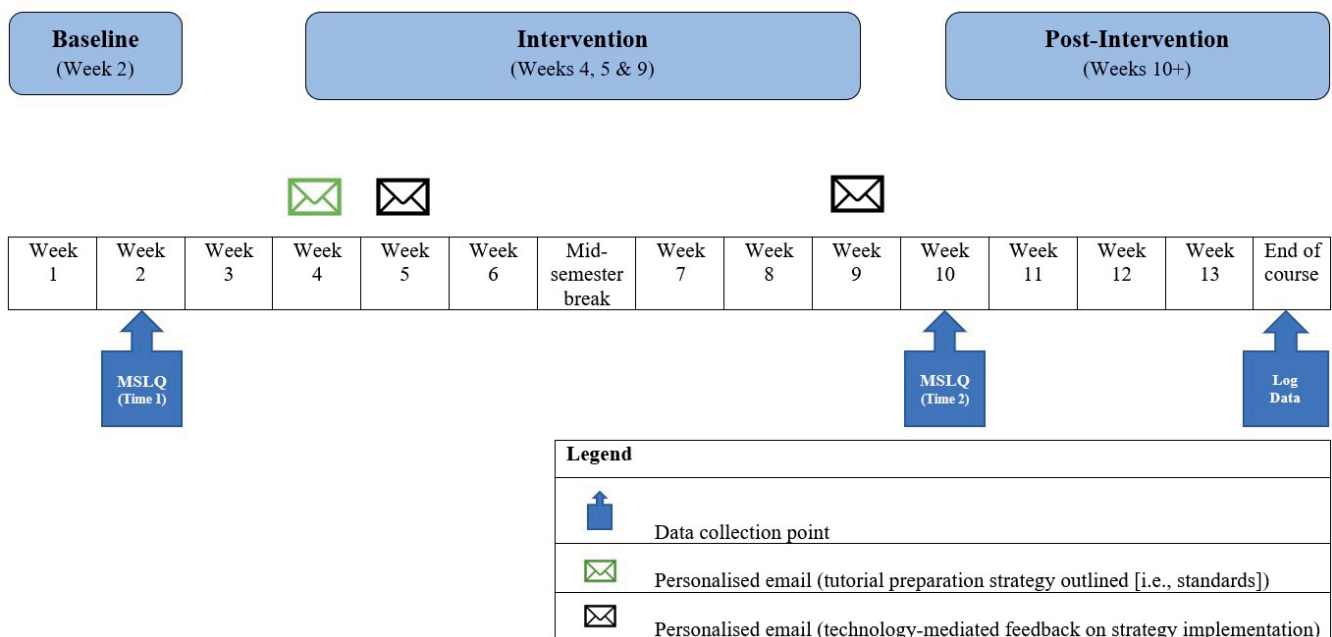 Baseline
(Week 2)
Intervention
(Weeks 4, 5 & 9)
Post-Intervention
(Weeks 10+)
Week
1
Week
2
Week
3
Week
4
Week
5
Week
6
Mid-
semester
break
Week
7
Week
8
Week
9
Week
10
Week
11
Week
12
Week
13
End of
course
MSLQ
(Time 1)
MSLQ
(Time 2)
Log
Data
Legend
Data collection point
Personalised email (tutorial preparation strategy outlined [i.e., standards])
Personalised email (technology-mediated feedback on strategy implementation)